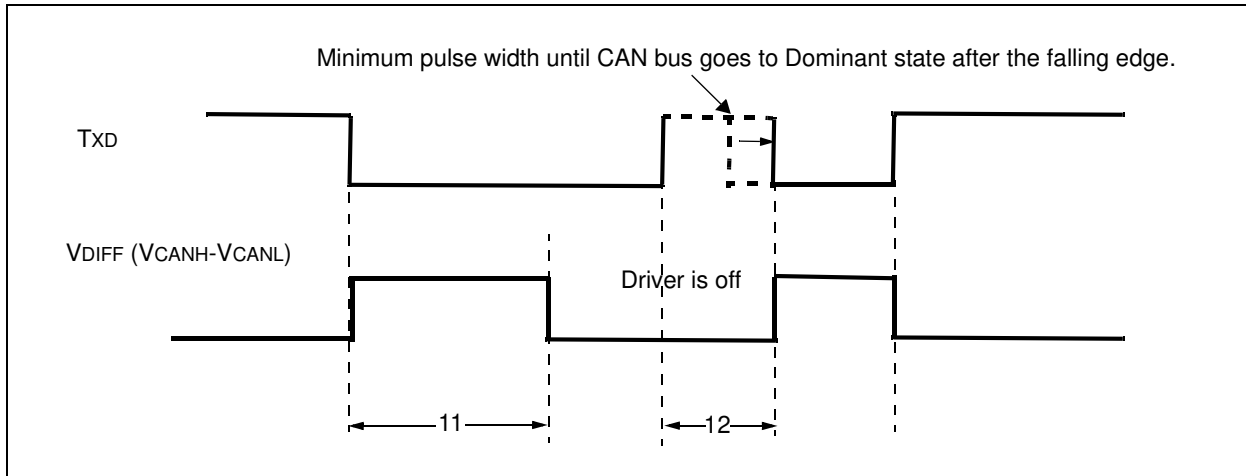 Minimum pulse width until CAN bus goes to Dominant state after the falling edge.
TXD
VDIFF (VCANH-VCANL)
Driver is off
11
12